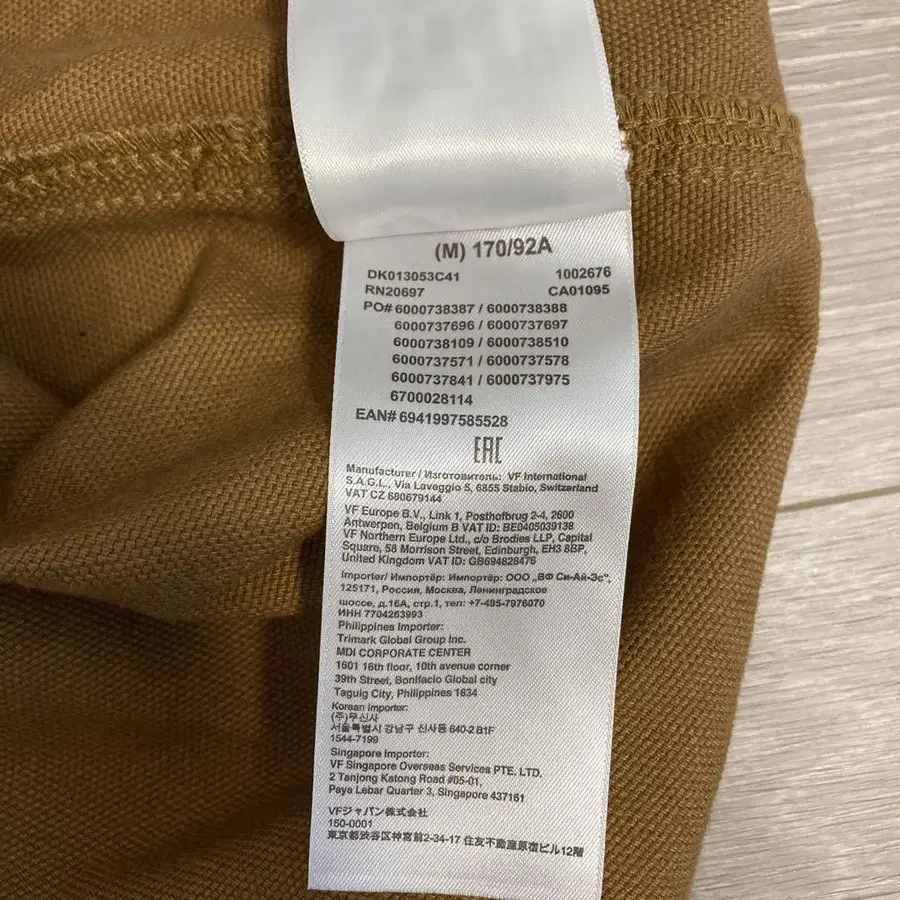 (M) 170/92A
DK013053C41 1002676
RN20697 CA01095
PO# 6000738387 / 6000738388
6000737696 / 6000737697
6000738109 / 6000738510
6000737571 / 6000737578
6000737841 / 6000737975
6700028114
EAN# 6941997585528
EAC
Manufacturer / Изготовитель: VF International
S.A.G.L., Via Laveggio 5, 6855 Stabio, Switzerland
VAT CZ 680679144
VF Europe B.V., Link 1, Posthofbrug 2-4, 2600
Antwerpen, Belgium B VAT ID: BE0405039138
VF Northern Europe Ltd., c/o Brodies LLP, Capital
Square, 58 Morrison Street, Edinburgh, EH3 8BP,
United Kingdom VAT ID: GB694828476
Importer/ Импортёр: Импортер: ООО „ВФ Си-Ай-Эс",
125171, Россия, Москва, Ленинградское
шоссе, д.16А, стр.1, тел: +7-495-7976070
ИНН 7704263993
Philippines Importer:
Trimark Global Group Inc.
MDI CORPORATE CENTER
1601 16th floor, 10th avenue corner
39th Street, Bonifacio Global city
Taguig City, Philippines 1634
Korean importer:
(주)무신사
서울특별시 강남구 신사동 640-2 B1F
1544-7199
Singapore Importer:
VF Singapore Overseas Services PTE. LTD.
2 Tanjong Katong Road #05-01,
Paya Lebar Quarter 3, Singapore 437161
VFジャパン株式会社
150-0001
東京都渋谷区神宮前2-34-17 住友不動産原宿ビル12階